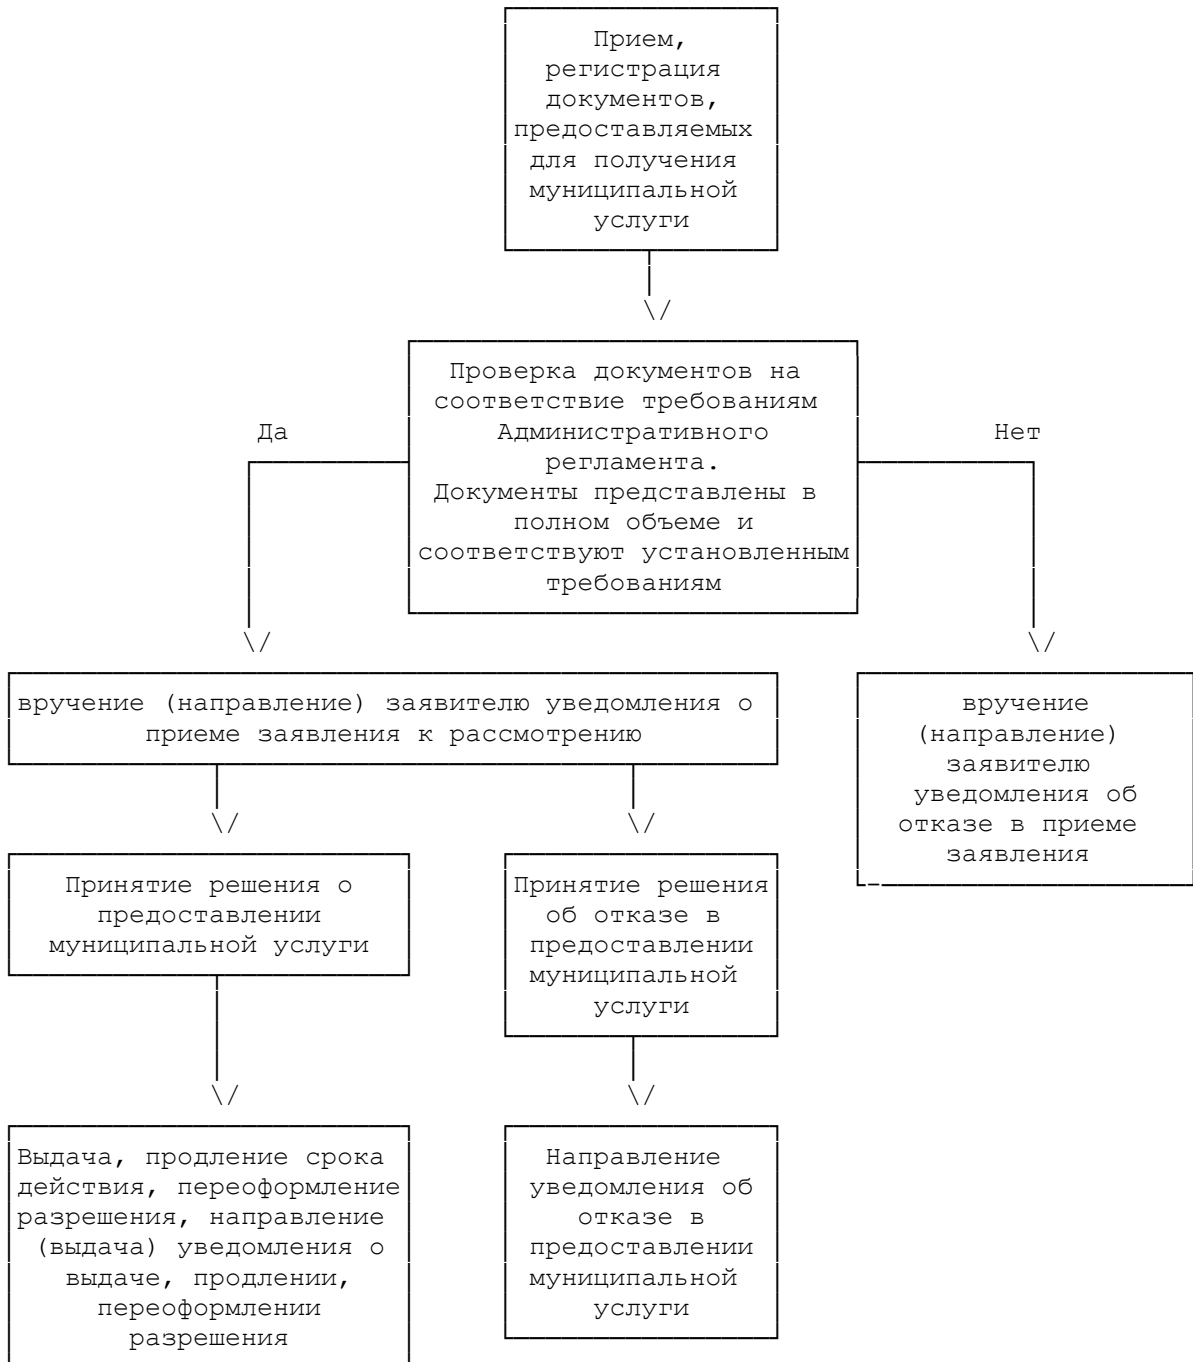 Прием,
регистрация
документов,
предоставляемых
для получения
муниципальной
услуги
Проверка документов на
соответствие требованиям
Административного
регламента.
Документы представлены в
полном объеме и
соответствуют установленным
требованиям
Да
Нет
вручение (направление) заявителю уведомления о
приеме заявления к рассмотрению
вручение
(направление)
заявителю
уведомления об
отказе в приеме
заявления
Принятие решения о
предоставлении
муниципальной услуги
Принятие решения
об отказе в
предоставлении
муниципальной
услуги
Выдача, продление срока
действия, переоформление
разрешения, направление
(выдача) уведомления о
выдаче, продлении,
переоформлении
разрешения
Направление
уведомления об
отказе в
предоставлении
муниципальной
услуги